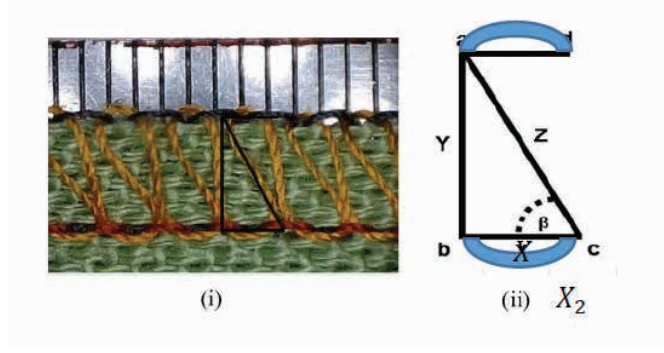 a d
Y Z
β
b X c
(i) (ii) X₂